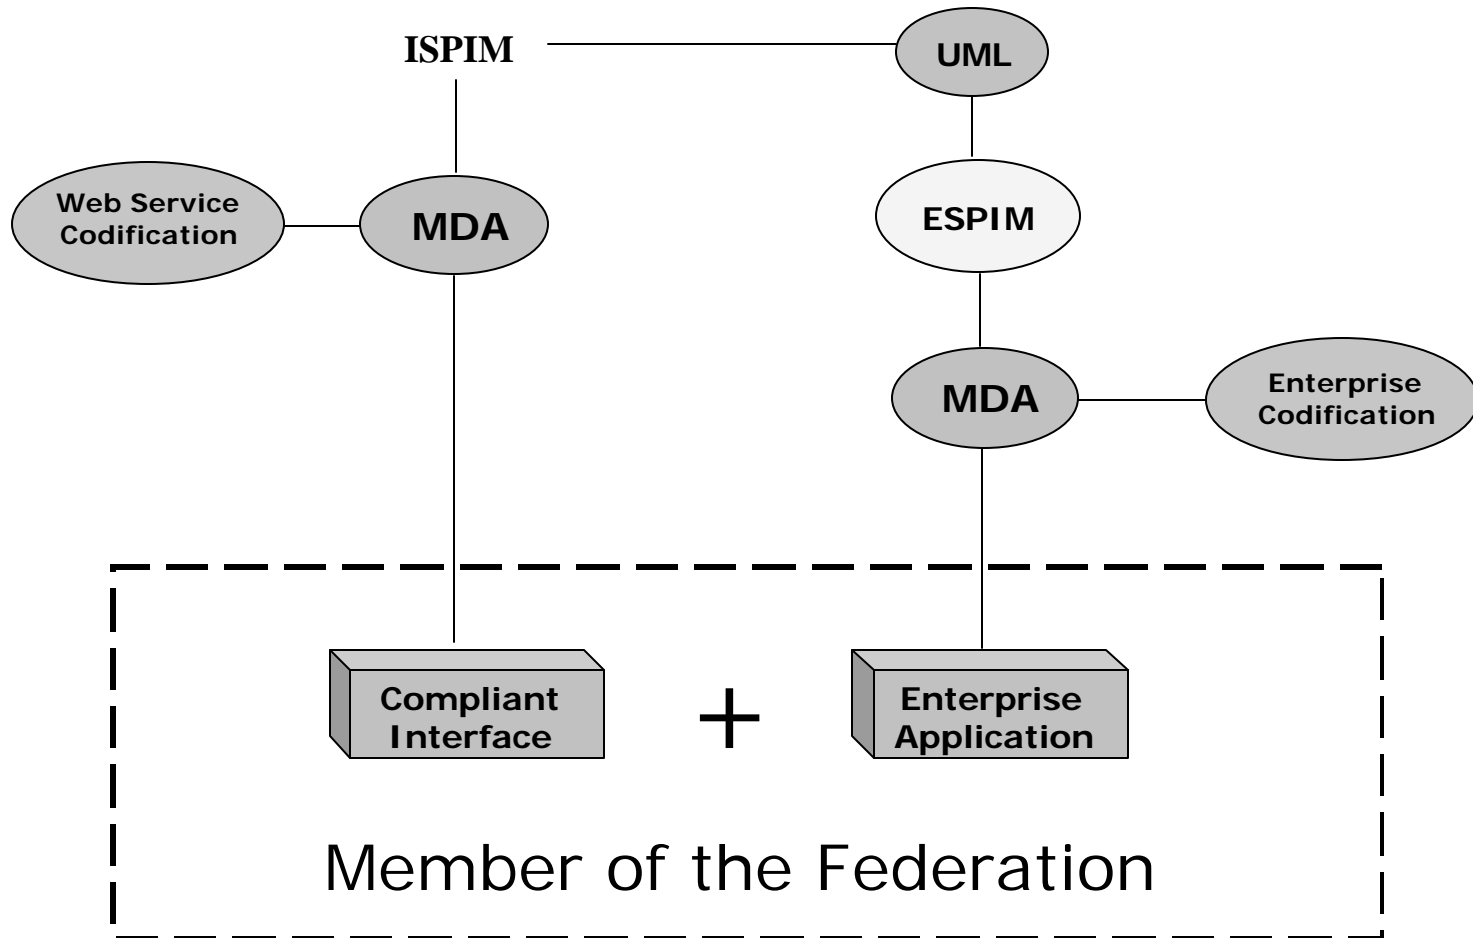 ISPIM
UML
Web Service
Codification
MDA
ESPIM
MDA
Enterprise
Codification
Compliant
Interface
+
Enterprise
Application
Member of the Federation